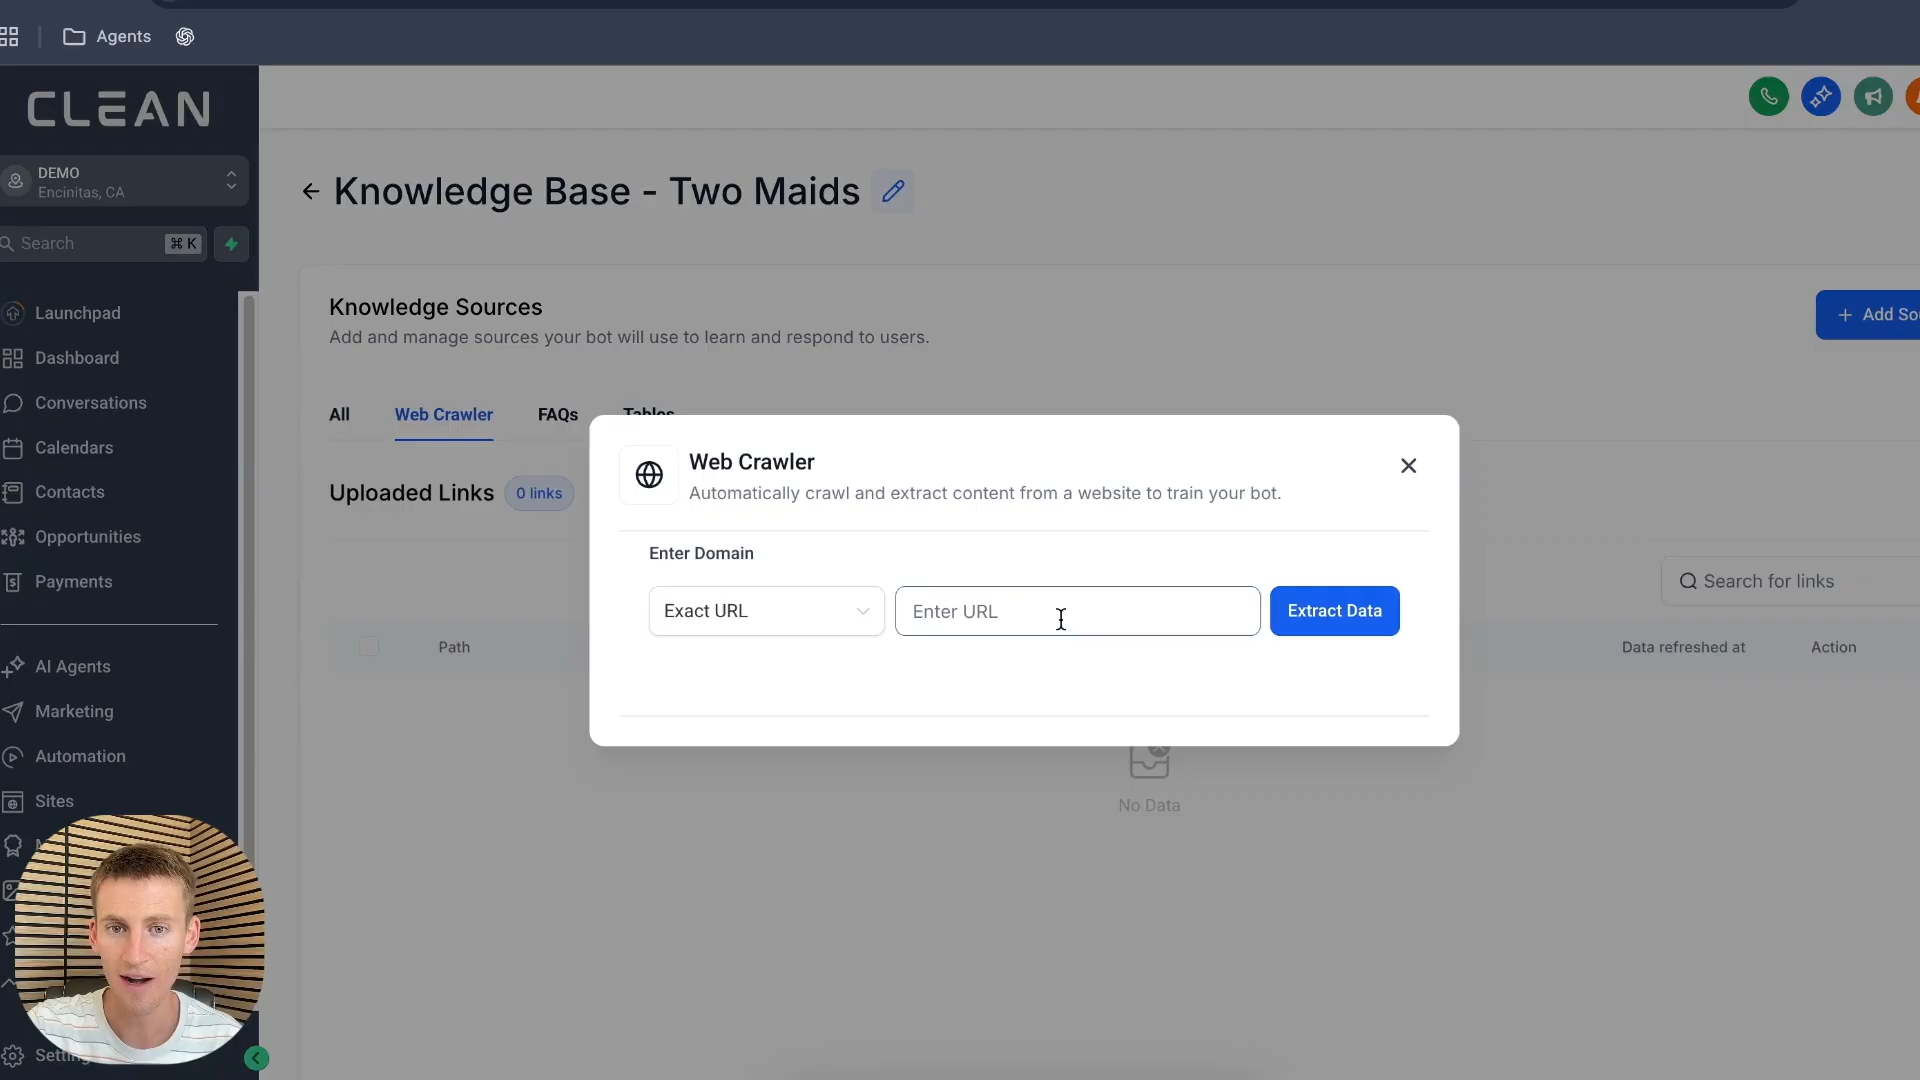 Agents
CLEAN
DEMO
Encinitas, CA
Search
⌘ K
Launchpad
Dashboard
Conversations
Calendars
Contacts
Opportunities
Payments
AI Agents
Marketing
Automation
Sites
Knowledge Base - Two Maids
Knowledge Sources
Add and manage sources your bot will use to learn and respond to users.
+ Add
All
Web Crawler
FAQs
Tables
Uploaded Links
0 links
Search for links
Path
Data refreshed at
Action
No Data
Web Crawler
Automatically crawl and extract content from a website to train your bot.
Enter Domain
Exact URL
Enter URL
Extract Data